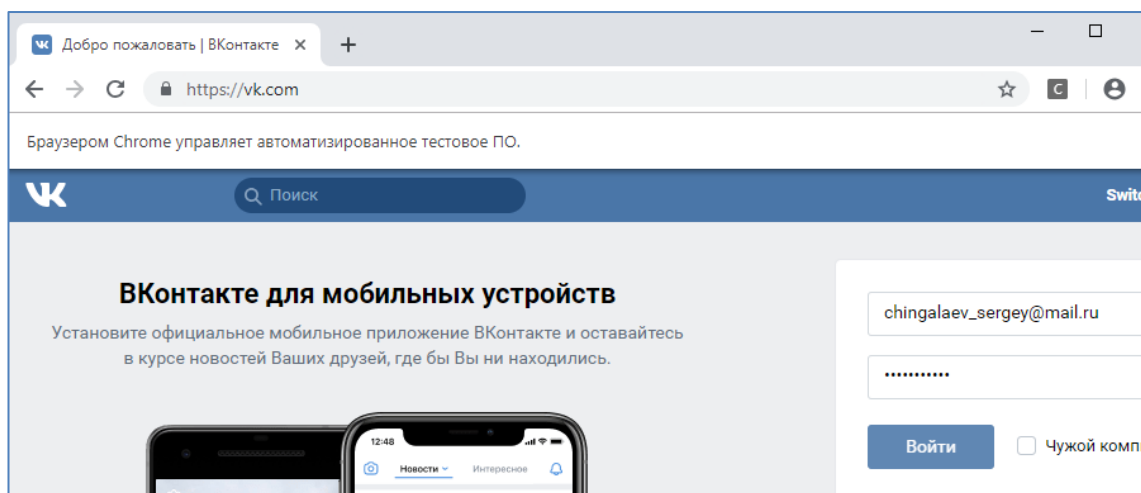 Добро пожаловать | ВКонтакте
https://vk.com
C
Браузером Chrome управляет автоматизированное тестовое ПО.
Поиск
ВКонтакте для мобильных устройств
Установите официальное мобильное приложение ВКонтакте и оставайтесь
в курсе новостей Ваших друзей, где бы Вы ни находились.
12:48
Новости
Интересное
chingalaev_sergey@mail.ru
•••••••••••
Войти
Чужой